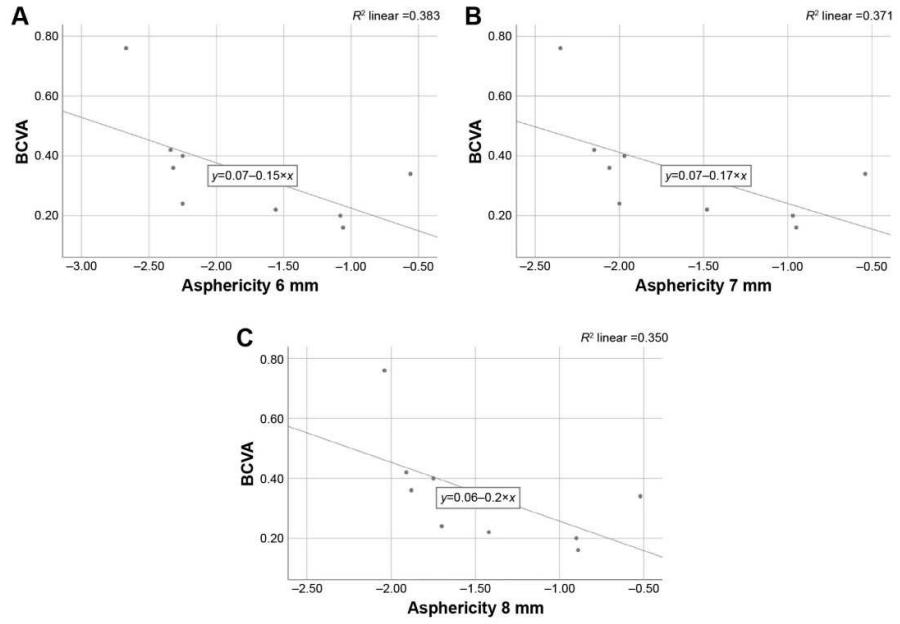 A
R² linear =0.383
0.80
0.60
0.40
0.20
BCVA
y=0.07–0.15×x
–3.00 –2.50 –2.00 –1.50 –1.00 –0.50
Asphericity 6 mm
B
R² linear =0.371
0.80
0.60
0.40
0.20
BCVA
y=0.07–0.17×x
–2.50 –2.00 –1.50 –1.00 –0.50
Asphericity 7 mm
C
R² linear =0.350
0.80
0.60
0.40
0.20
BCVA
y=0.06–0.2×x
–2.50 –2.00 –1.50 –1.00 –0.50
Asphericity 8 mm